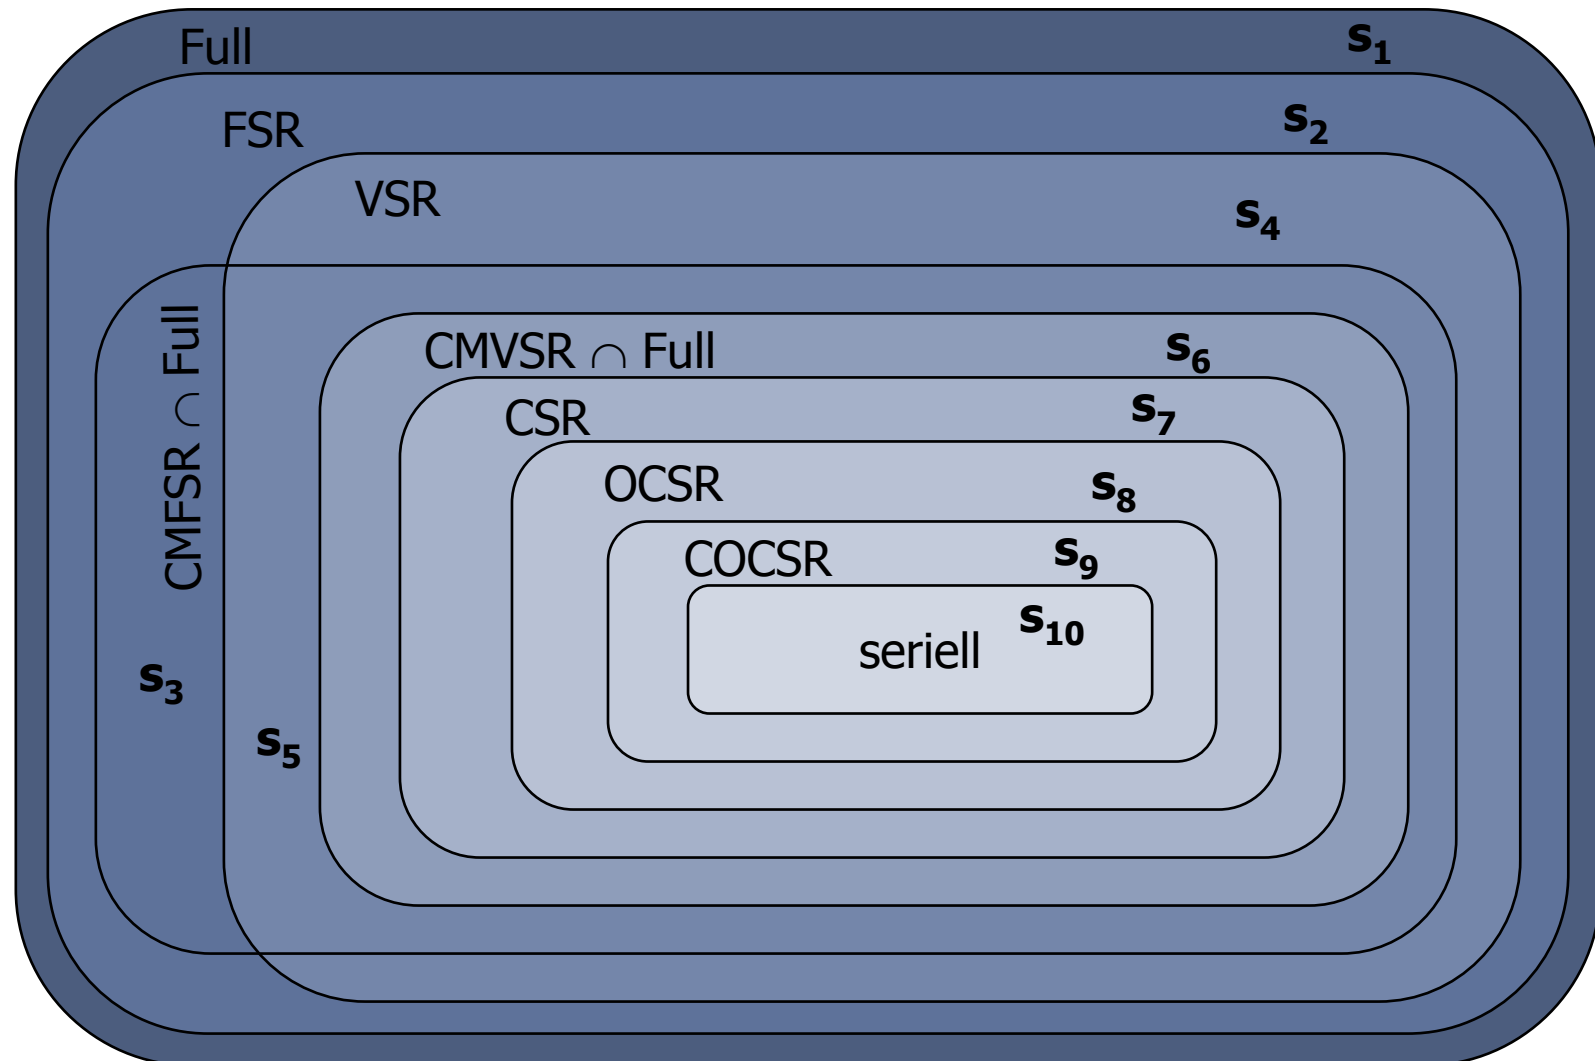 Full
s₁
FSR
s₂
VSR
s₄
CMFSR ∩ Full
CMVSR ∩ Full
s₆
CSR
s₇
OCSR
s₈
COCSR
s₉
seriell
s₁₀
s₃
s₅